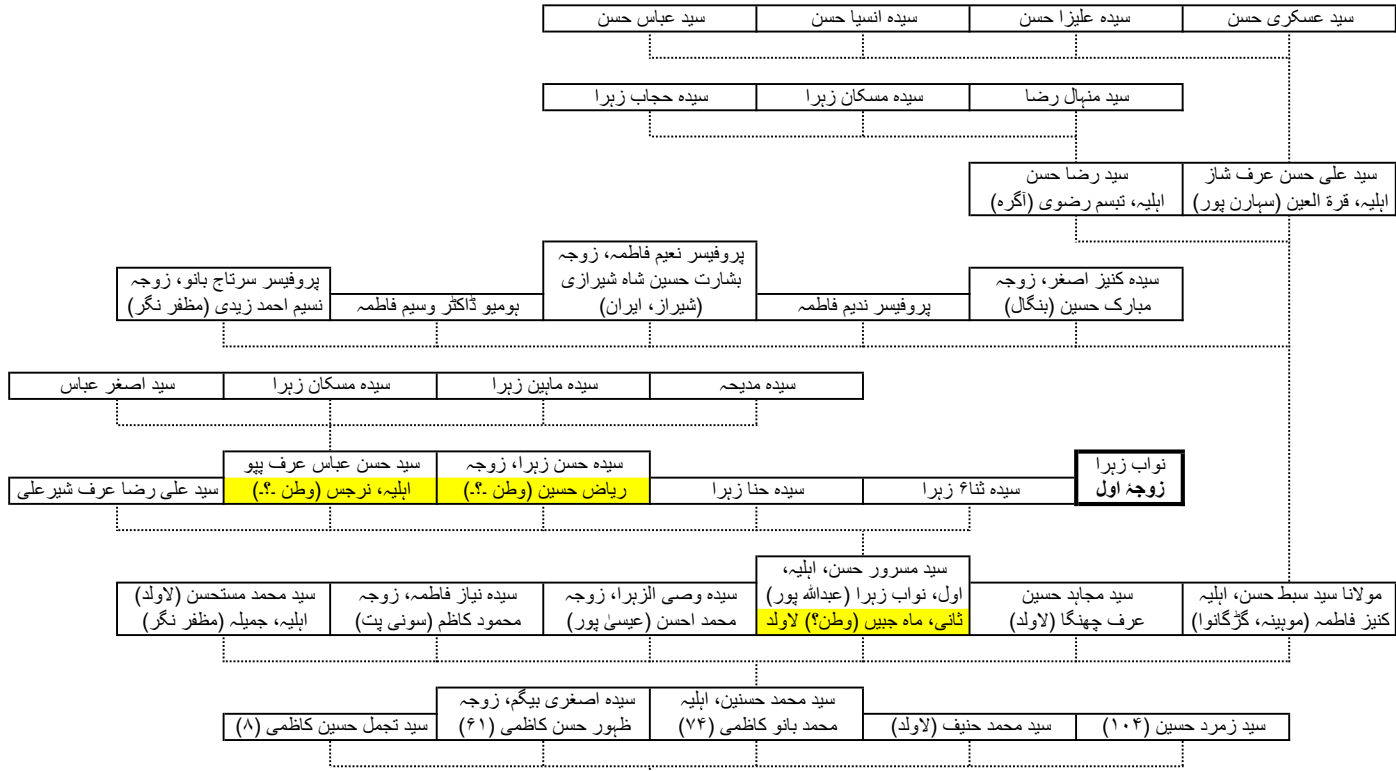 سید عسکری حسن
سیدہ علیزا حسن
سیدہ انسیا حسن
سید عباس حسن
سید منہال رضا
سیدہ مسکان زہرا
سیدہ حجاب زہرا
سید علی حسن عرف شاز
اہلیہ، قرۃ العین (سہارن پور)
سید رضا حسن
اہلیہ، تبسم رضوی (آگرہ)
سیدہ کنیز اصغر، زوجہ
مبارک حسین (بنگال)
پروفیسر ندیم فاطمہ
پروفیسر نعیم فاطمہ، زوجہ
بشارت حسین شاہ شیرازی
(شیراز، ایران)
ہومیو ڈاکٹر وسیم فاطمہ
پروفیسر سرتاج بانو، زوجہ
نسیم احمد زیدی (مظفر نگر)
سیدہ مدیحہ
سیدہ ماہین زہرا
سیدہ مسکان زہرا
سید اصغر عباس
نواب زہرا
زوجۂ اول
سیدہ ثنا۶ زہرا
سیدہ حنا زہرا
سیدہ حسن زہرا، زوجہ
ریاض حسین (وطن ۔؟۔)
سید حسن عباس عرف پپو
اہلیہ، نرجس (وطن ۔؟۔)
سید علی رضا عرف شیرعلی
مولانا سید سبط حسن، اہلیہ
کنیز فاطمہ (موہینہ، گڑگانوا)
سید مجاہد حسین
عرف چھنگا (لاولد)
سید مسرور حسن، اہلیہ،
اول، نواب زہرا (عبداللہ پور)
ثانی، ماہ جبیں (وطن؟) لاولد
سیدہ وصی الزہرا، زوجہ
محمد احسن (عیسیٰ پور)
سیدہ نیاز فاطمہ، زوجہ
محمود کاظم (سونی پت)
سید محمد مستحسن (لاولد)
اہلیہ، جمیلہ (مظفر نگر)
سید زمرد حسین (۱۰۴)
سید محمد حنیف (لاولد)
سید محمد حسنین، اہلیہ
محمد بانو کاظمی (۷۴)
سیدہ اصغری بیگم، زوجہ
ظہور حسن کاظمی (۶۱)
سید تجمل حسین کاظمی (۸)